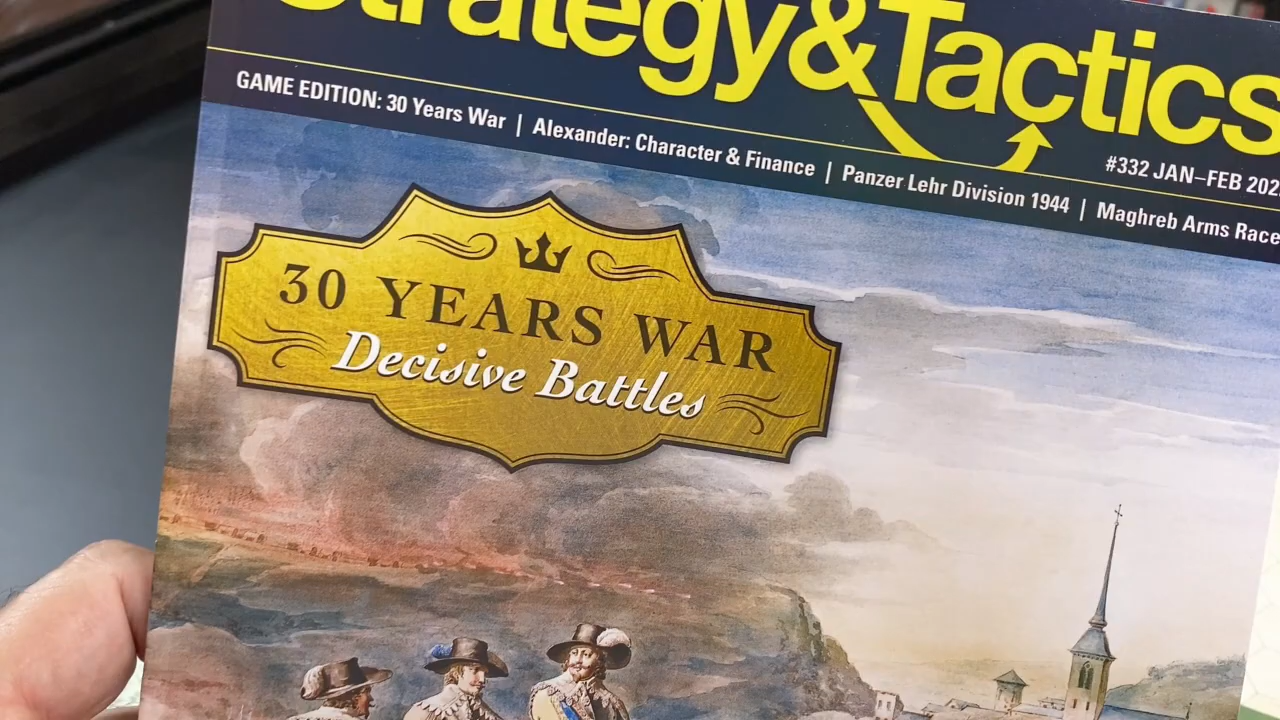 Strategy&Tactics
#332 JAN–FEB 202
GAME EDITION: 30 Years War | Alexander: Character & Finance | Panzer Lehr Division 1944 | Maghreb Arms Race
30 YEARS WAR
Decisive Battles